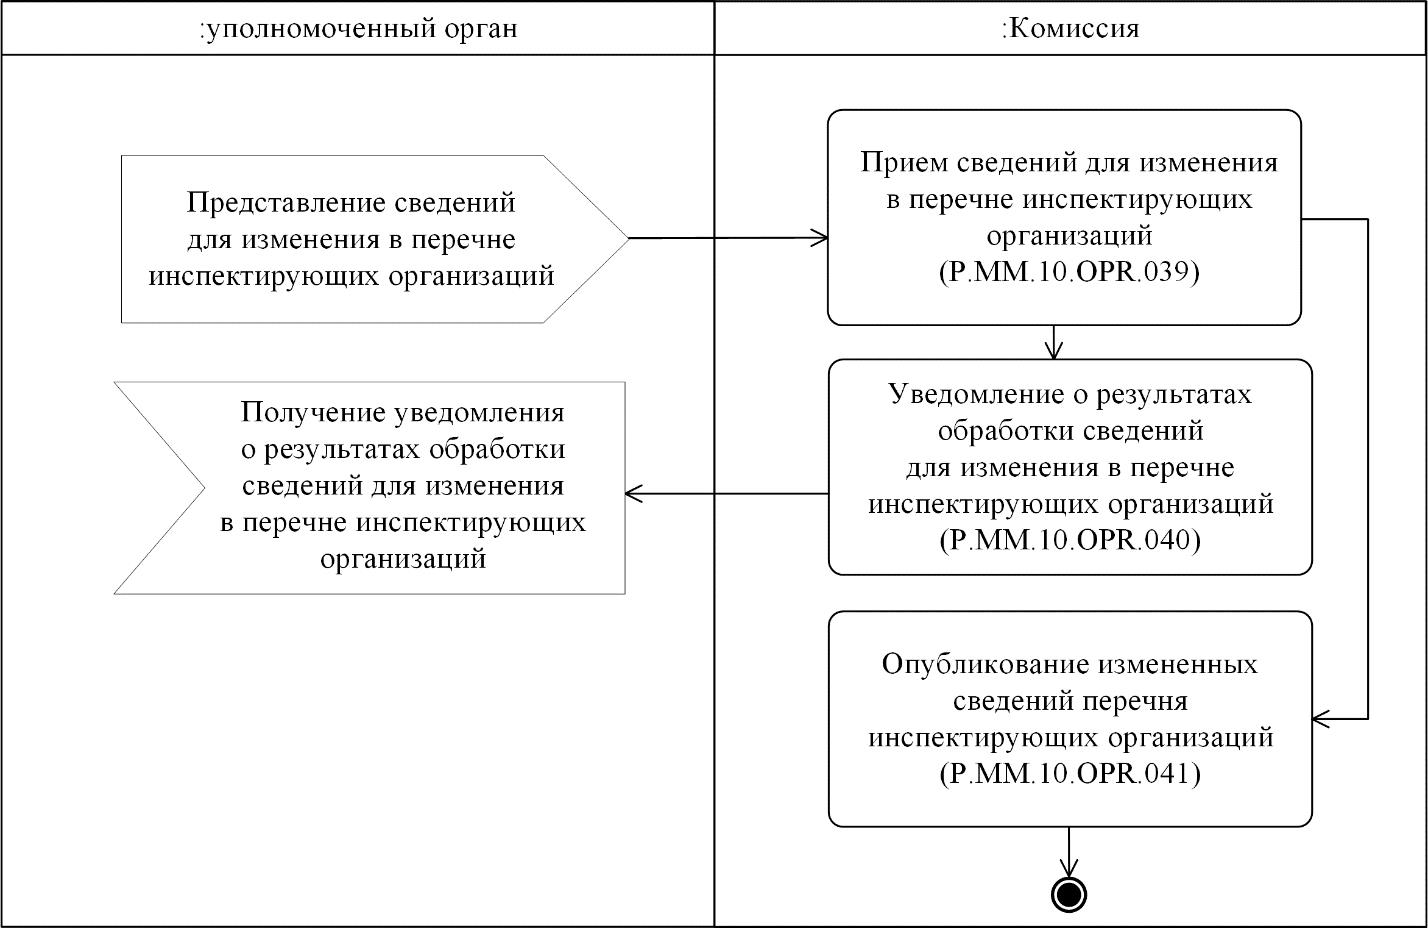 :уполномоченный орган
:Комиссия
Представление сведений
для изменения в перечне
инспектирующих организаций
Прием сведений для изменения
в перечне инспектирующих
организаций
(P.MM.10.OPR.039)
Получение уведомления
о результатах обработки
сведений для изменения
в перечне инспектирующих
организаций
Уведомление о результатах
обработки сведений
для изменения в перечне
инспектирующих организаций
(P.MM.10.OPR.040)
Опубликование измененных
сведений перечня
инспектирующих организаций
(P.MM.10.OPR.041)